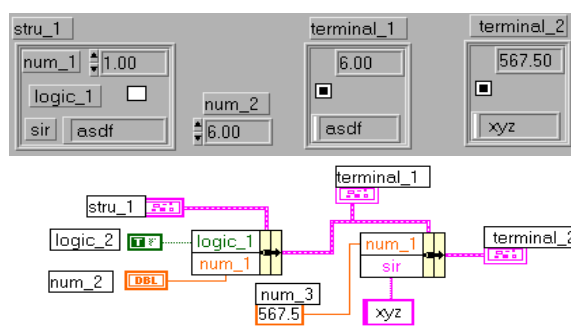 stru_1 terminal_1 terminal_2
num_1 1.00 6.00 567.50
logic_1
num_2
sir asdf 6.00 asdf xyz
terminal_1
stru_1
logic_2 T F logic_1 num_1 terminal_2
num_1 sir
num_2 DBL num_3
567.5 xyz